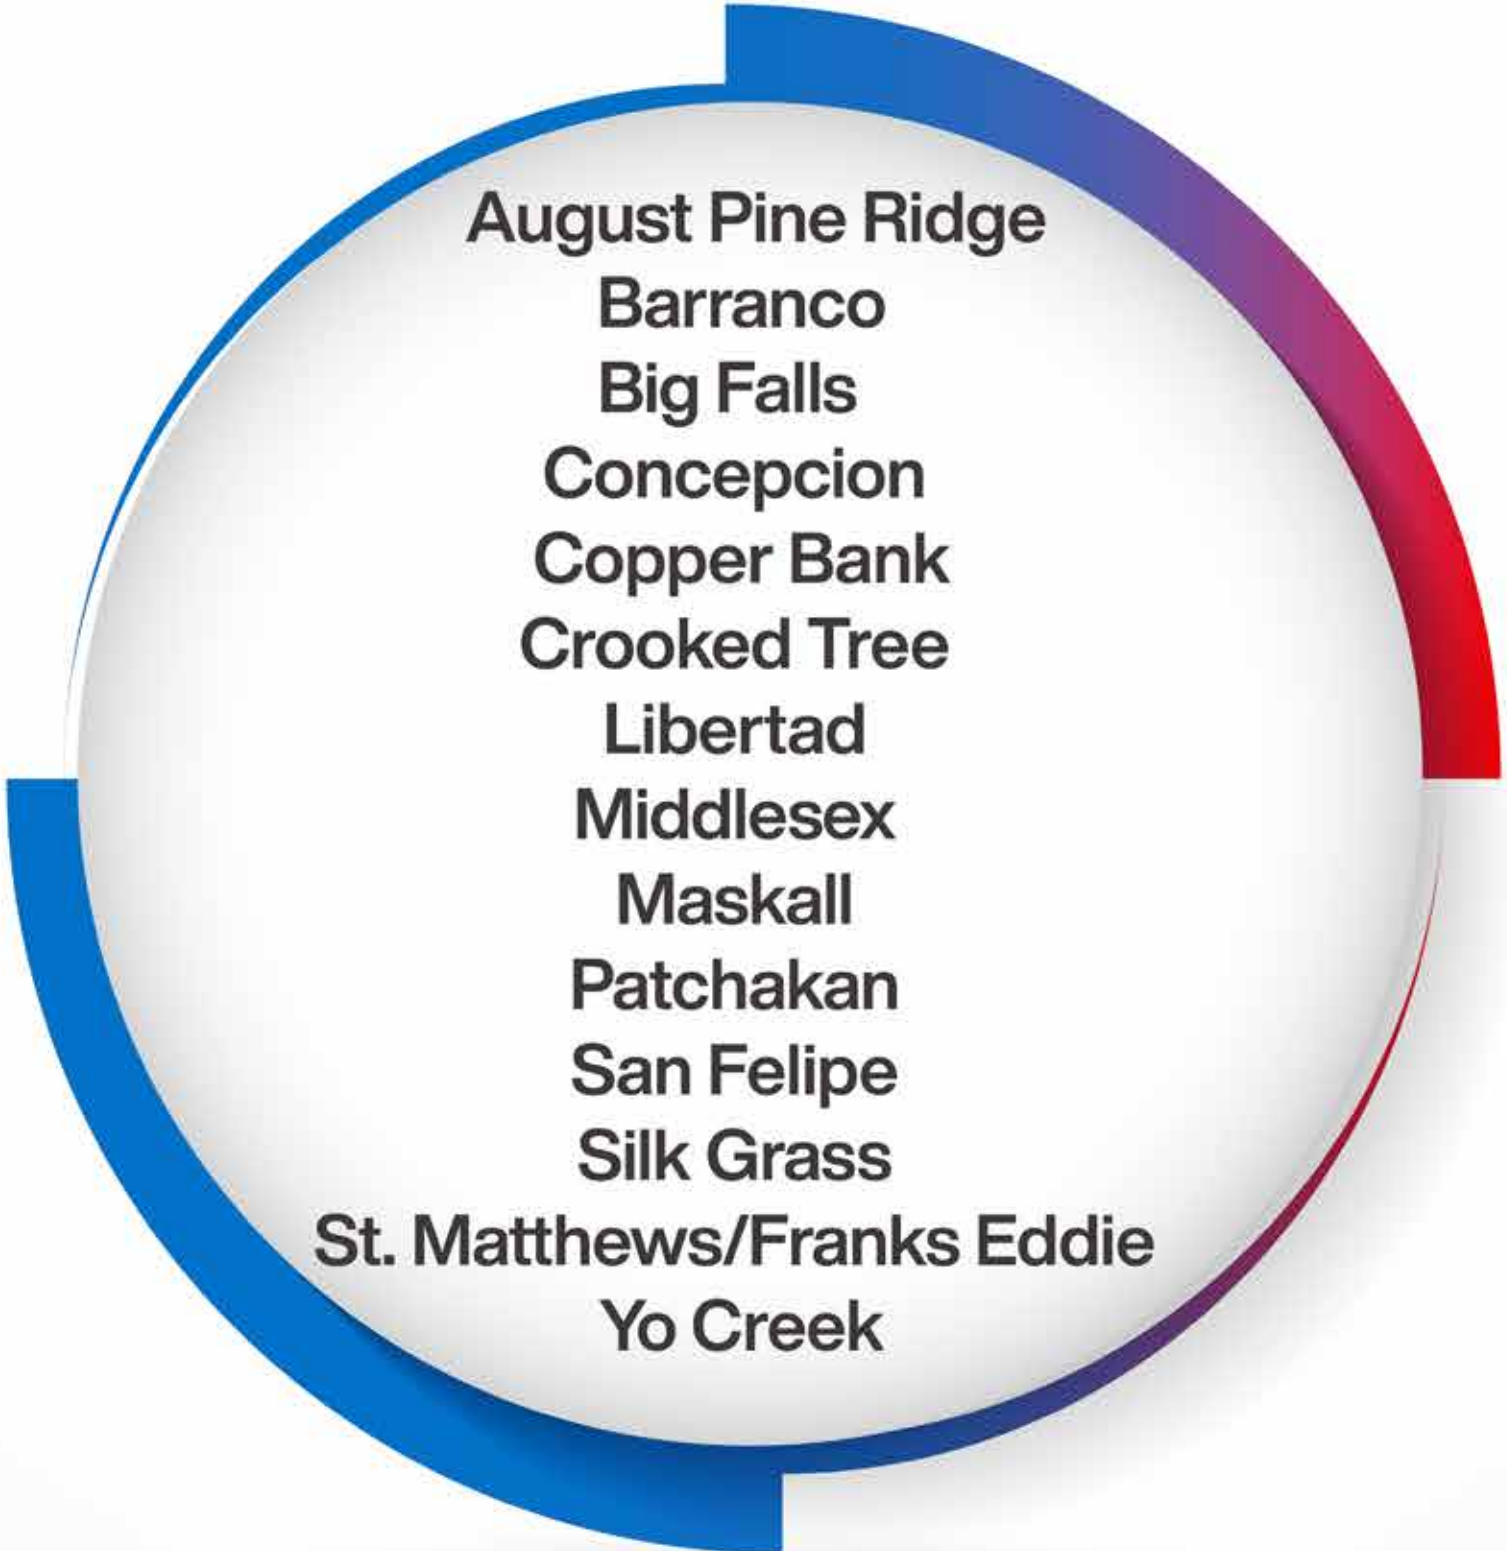 August Pine Ridge
Barranco
Big Falls
Concepcion
Copper Bank
Crooked Tree
Libertad
Middlesex
Maskall
Patchakan
San Felipe
Silk Grass
St. Matthews/Franks Eddie
Yo Creek